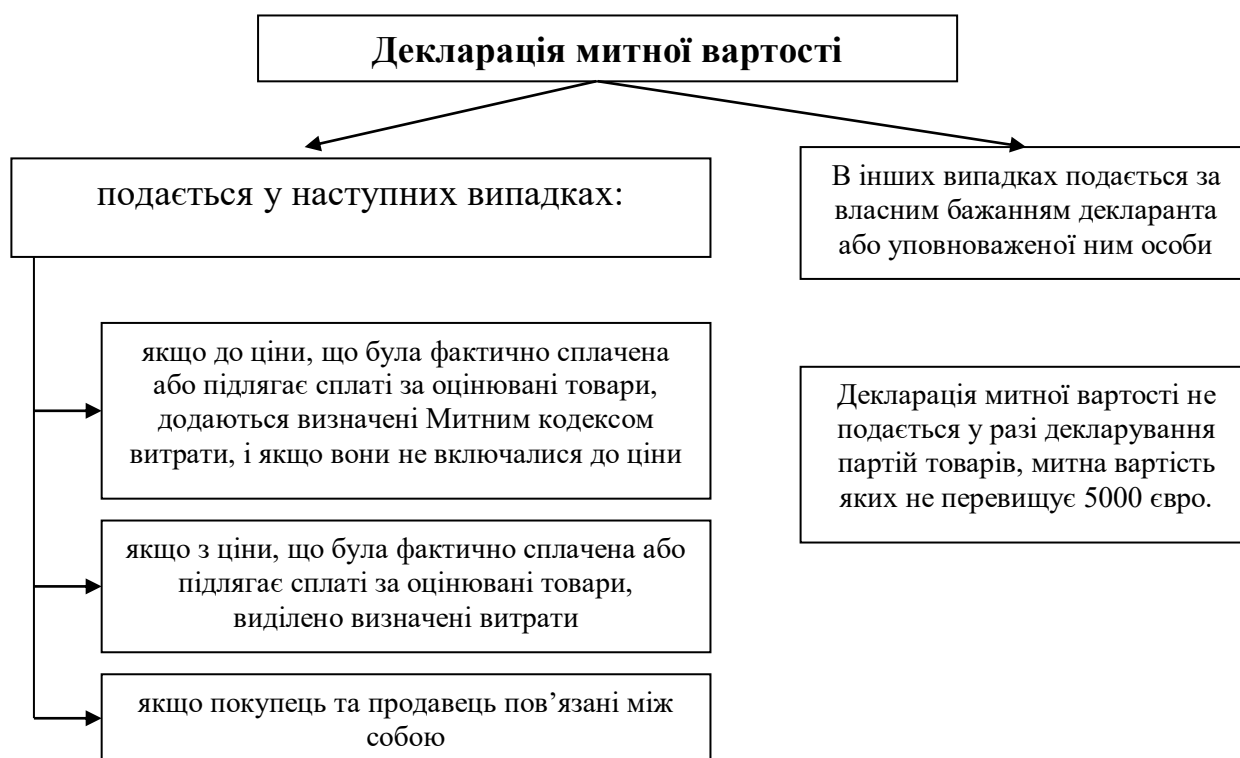 Декларація митної вартості
подається у наступних випадках:
В інших випадках подається за
власним бажанням декларанта
або уповноваженої ним особи
якщо до ціни, що була фактично сплачена
або підлягає сплаті за оцінювані товари,
додаються визначені Митним кодексом
витрати, і якщо вони не включалися до ціни
Декларація митної вартості не
подається у разі декларування
партій товарів, митна вартість
яких не перевищує 5000 євро.
якщо з ціни, що була фактично сплачена або
підлягає сплаті за оцінювані товари,
виділено визначені витрати
якщо покупець та продавець пов’язані між
собою